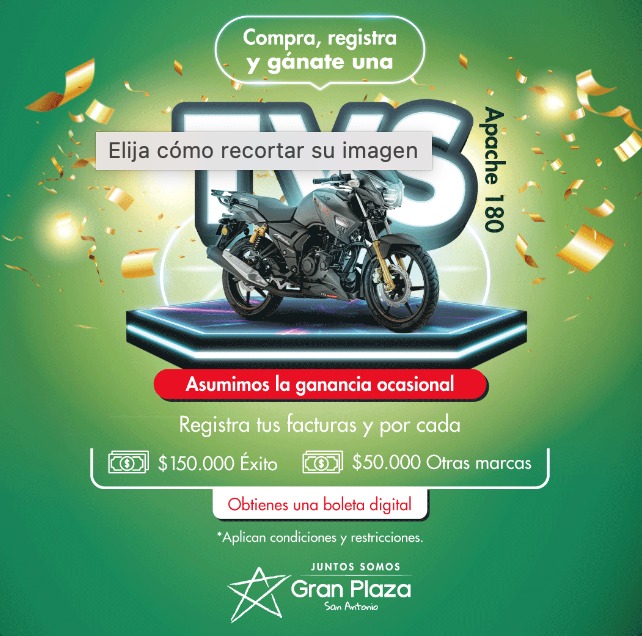 Compra, registra
y gánate una
TVS
Apache 180
Elija cómo recortar su imagen
Asumimos la ganancia ocasional
Registra tus facturas y por cada
$150.000 Éxito $50.000 Otras marcas
Obtienes una boleta digital
*Aplican condiciones y restricciones.
JUNTOS SOMOS
Gran Plaza
San Antonio